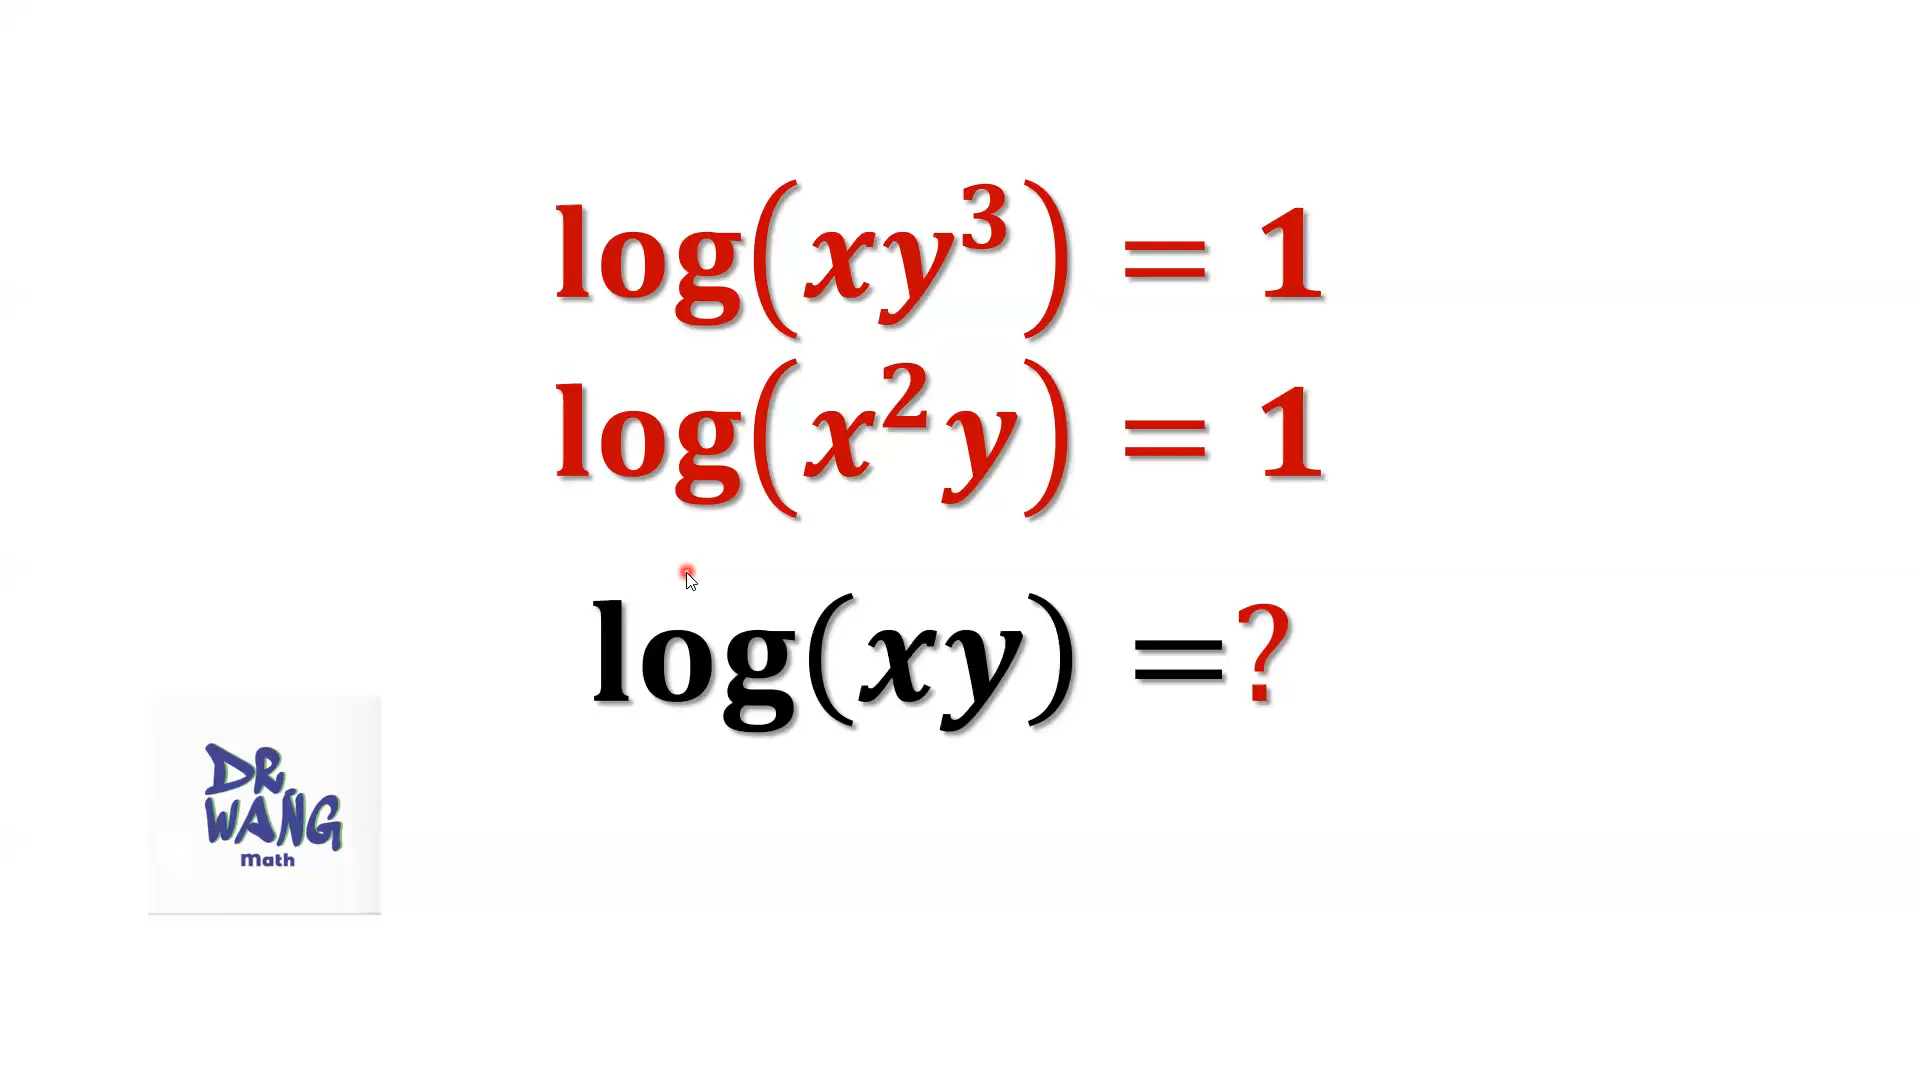 log(xy³) = 1
log(x²y) = 1
log(xy) =?
DR
WANG
Math